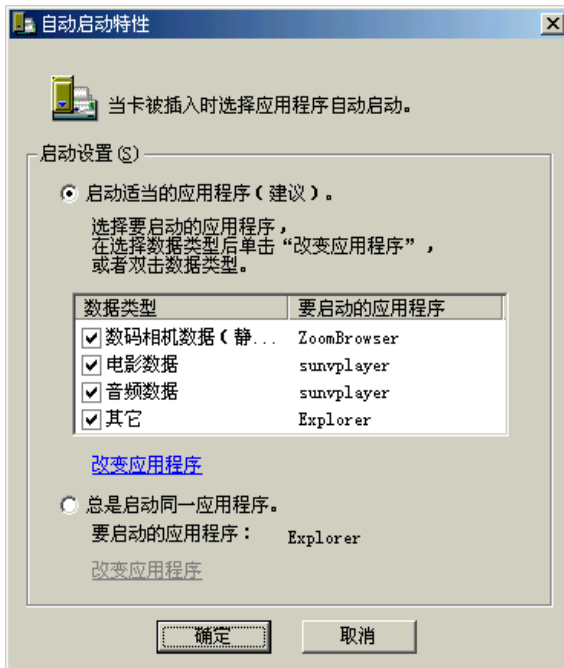 自动启动特性
当卡被插入时选择应用程序自动启动。
启动设置(S)
启动适当的应用程序(建议)。
选择要启动的应用程序,
在选择数据类型后单击“改变应用程序”,
或者双击数据类型。
数据类型 要启动的应用程序
数码相机数据(静... ZoomBrowser
电影数据 sunvplayer
音频数据 sunvplayer
其它 Explorer
改变应用程序
总是启动同一应用程序。
要启动的应用程序: Explorer
改变应用程序
确定 取消